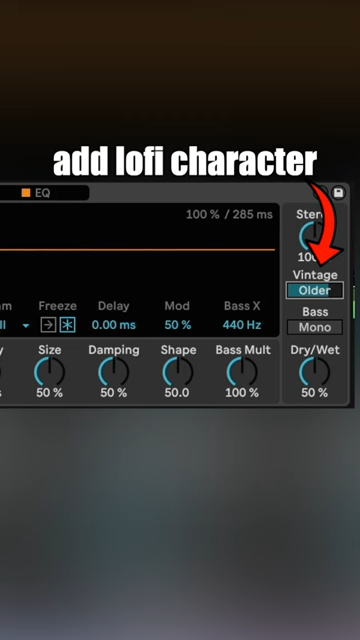 add lofi character
EQ
100 % / 285 ms
Vintage
Older
Freeze
Delay
Mod
Bass X
0.00 ms
50 %
440 Hz
Bass
Mono
Size
Damping
Shape
Bass Mult
Dry/Wet
50 %
50 %
50.0
100 %
50 %